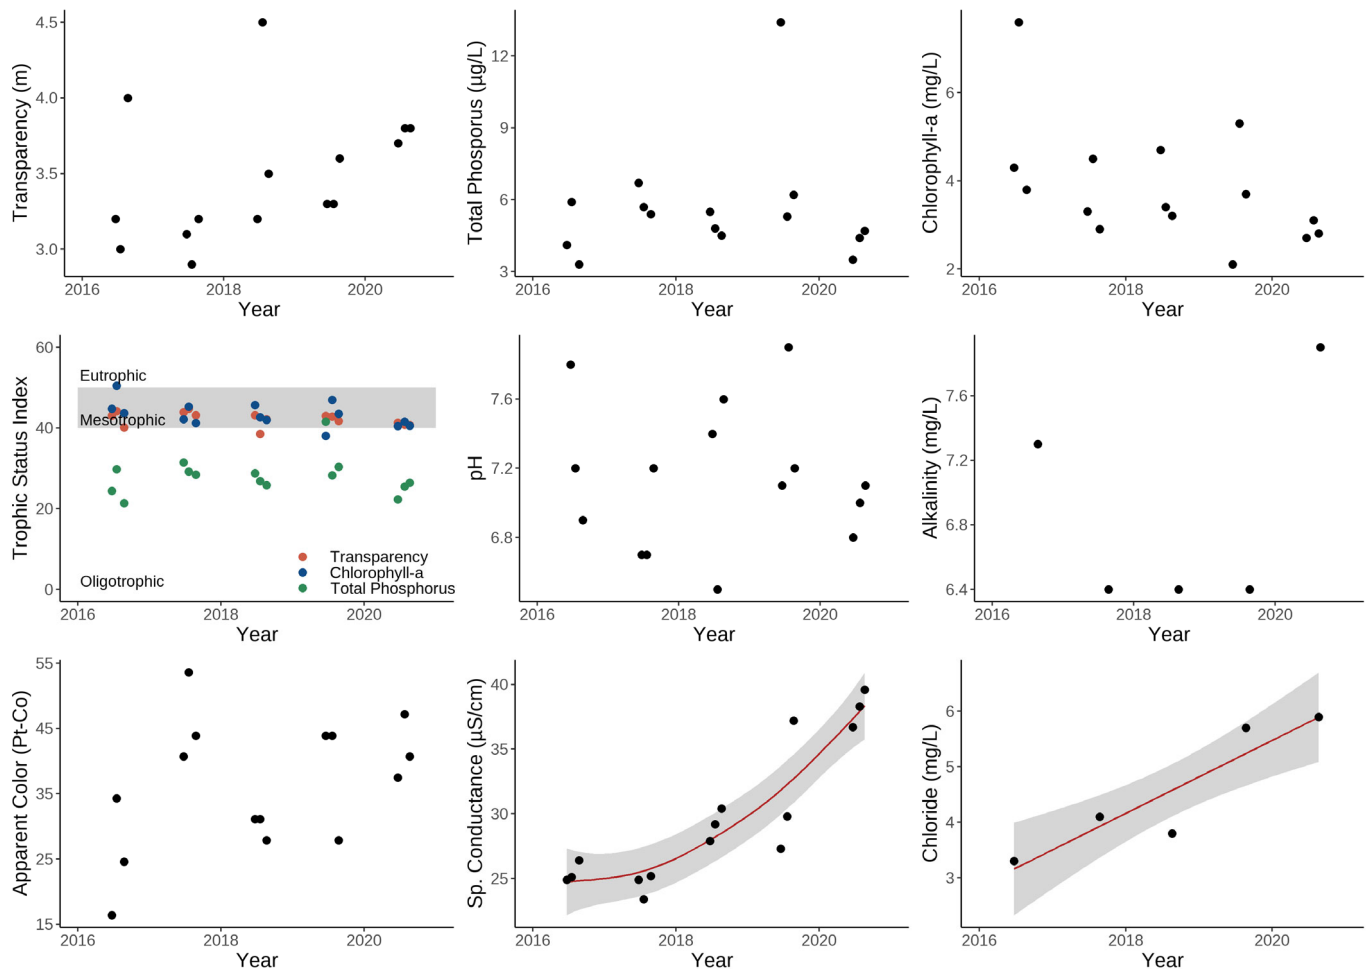 Transparency (m)
4.5
4.0
3.5
3.0
2016 2018 2020
Year
Total Phosporus (µg/L)
12
9
6
3
2016 2018 2020
Year
Chlorophyll-a (mg/L)
6
4
2
2016 2018 2020
Year
Trophic Status Index
60
40
20
0
Eutrophic
Mesotrophic
Oligotrophic
Transparency
Chlorophyll-a
Total Phosphorus
2016 2018 2020
Year
pH
7.6
7.2
6.8
2016 2018 2020
Year
Alkalinity (mg/L)
7.6
7.2
6.8
6.4
2016 2018 2020
Year
Apparent Color (Pt-Co)
55
45
35
25
15
2016 2018 2020
Year
Sp. Conductance (µS/cm)
40
35
30
25
2016 2018 2020
Year
Chloride (mg/L)
6
5
4
3
2016 2018 2020
Year